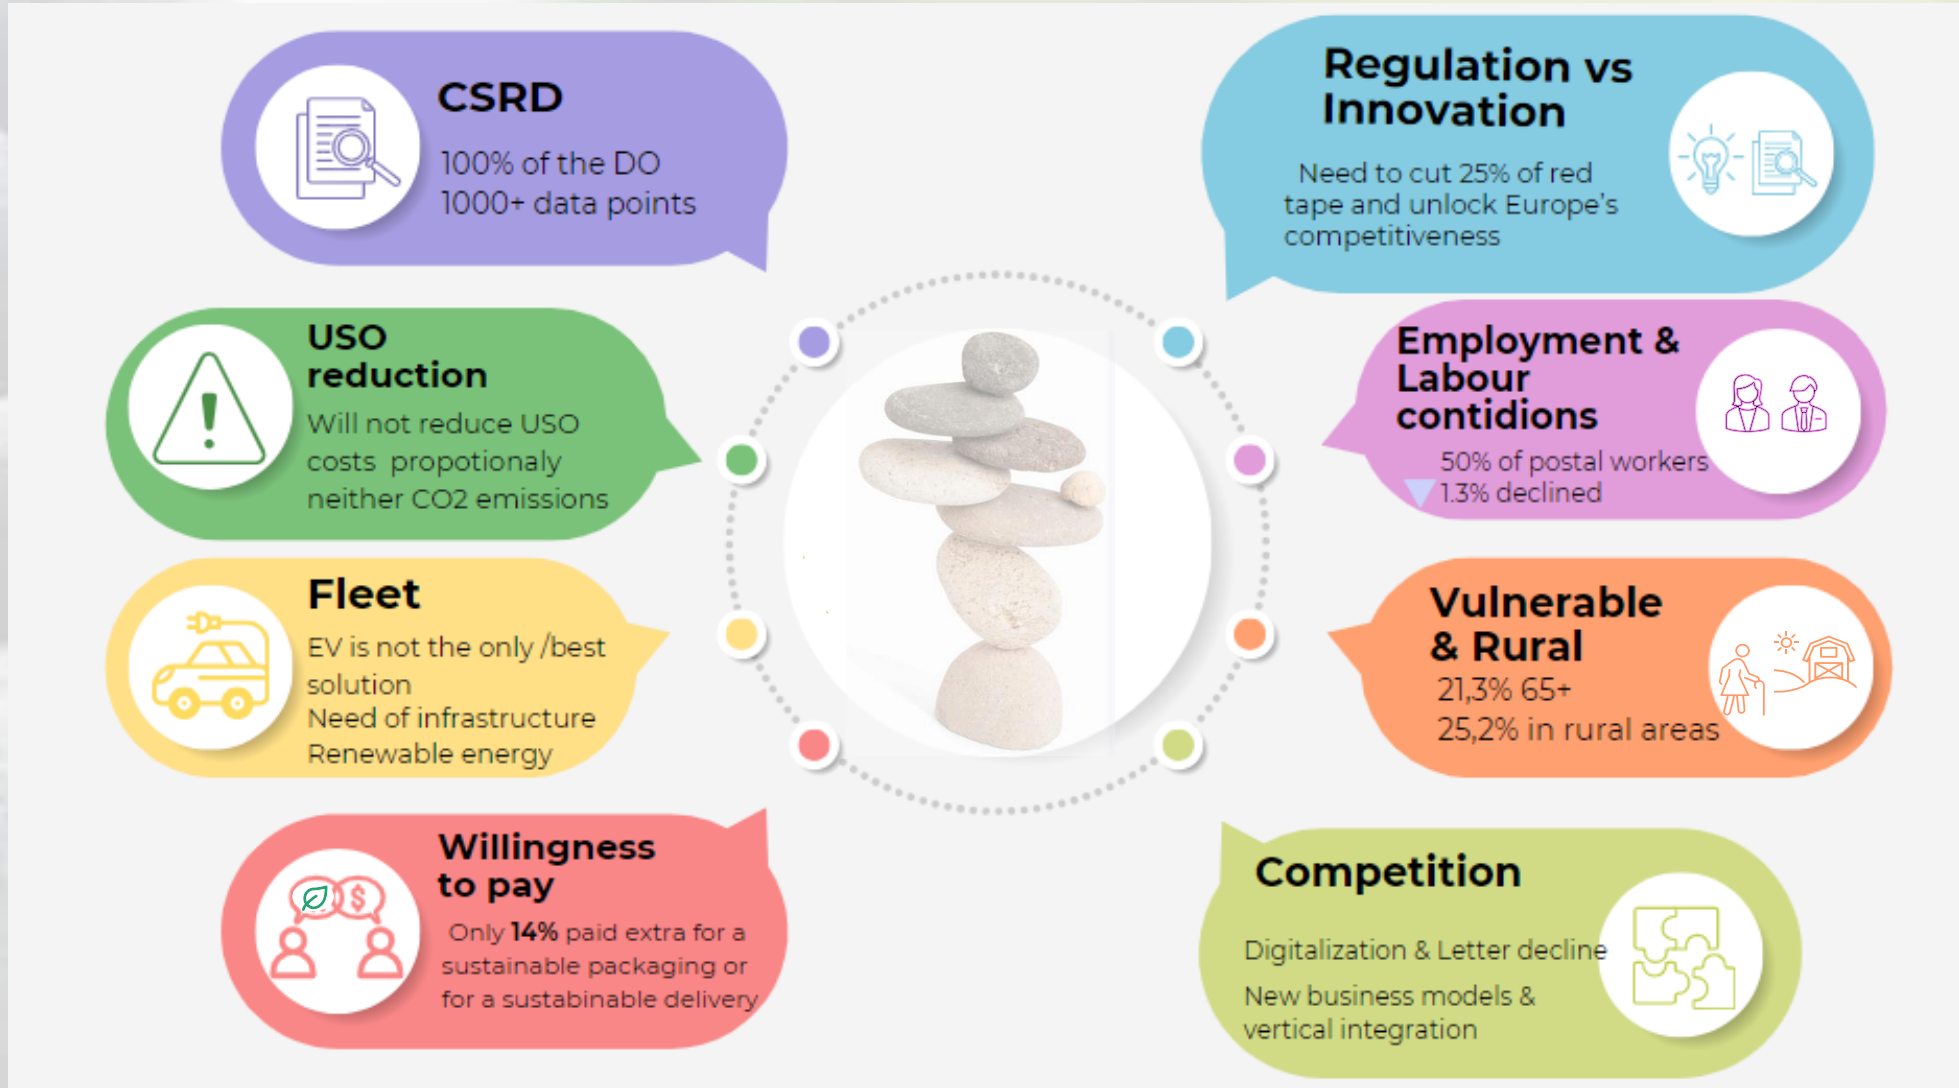 CSRD
100% of the DO
1000+ data points
USO
reduction
Will not reduce USO
costs propotionaly
neither CO2 emissions
Fleet
EV is not the only /best
solution
Need of infrastructure
Renewable energy
Willingness
to pay
Only 14% paid extra for a
sustainable packaging or
for a sustabinable delivery
$
Regulation vs
Innovation
Need to cut 25% of red
tape and unlock Europe's
competitiveness
Employment &
Labour
contidions
50% of postal workers
1.3% declined
Vulnerable
& Rural
21,3% 65+
25,2% in rural areas
Competition
Digitalization & Letter decline
New business models &
vertical integration